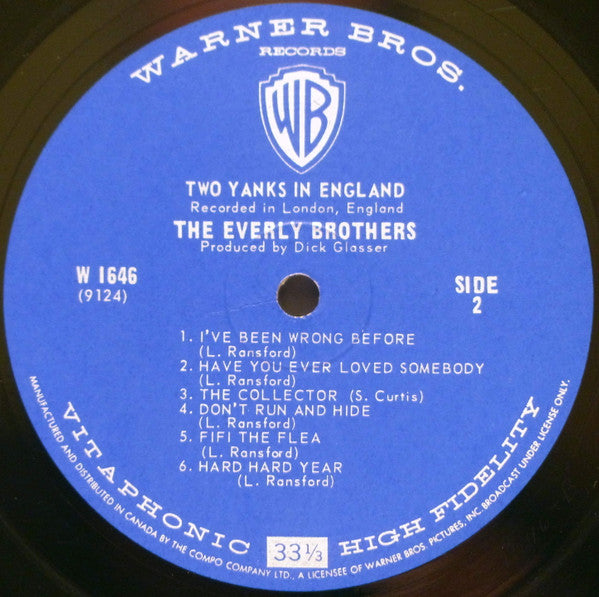 WARNER BROS.
RECORDS
WB
TWO YANKS IN ENGLAND
Recorded in London, England
THE EVERLY BROTHERS
Produced by Dick Glasser
W 1646
(9124)
SIDE
2
1. I'VE BEEN WRONG BEFORE
(L. Ransford)
2. HAVE YOU EVER LOVED SOMEBODY
(L. Ransford)
3. THE COLLECTOR (S. Curtis)
4. DON'T RUN AND HIDE
(L. Ransford)
5. FIFI THE FLEA
(L. Ransford)
6. HARD HARD YEAR
(L. Ransford)
VITAPHONIC
33⅓
HIGH FIDELITY
MANUFACTURED AND DISTRIBUTED IN CANADA BY THE COMPO COMPANY LTD., A LICENSEE OF WARNER BROS. PICTURES, INC. BROADCAST UNDER LICENSE ONLY.